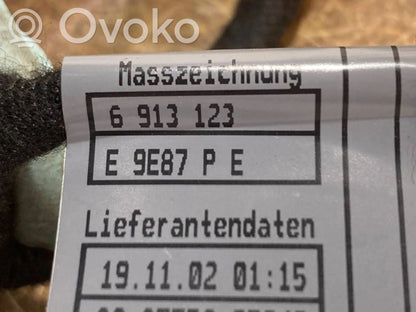 Ovoko
Masszeichnung
6 913 123
E 9E87 P E
Lieferantendaten
19.11.02 01:15